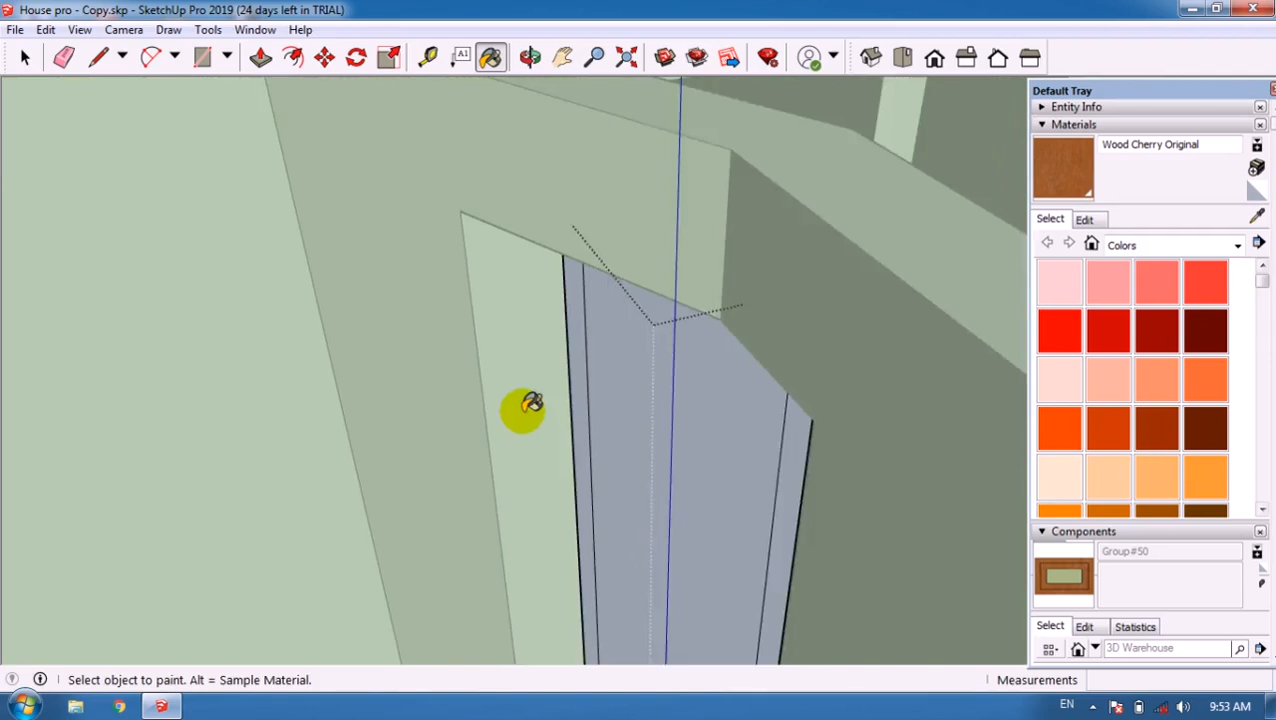 House pro - Copy.skp - SketchUp Pro 2019 (24 days left in TRIAL)
File Edit View Camera Draw Tools Window Help
A1
Default Tray
Entity Info
Materials
Wood Cherry Original
Select Edit
Colors
Components
Group#50
Select Edit Statistics
3D Warehouse
Select object to paint. Alt = Sample Material.
Measurements
EN
9:53 AM